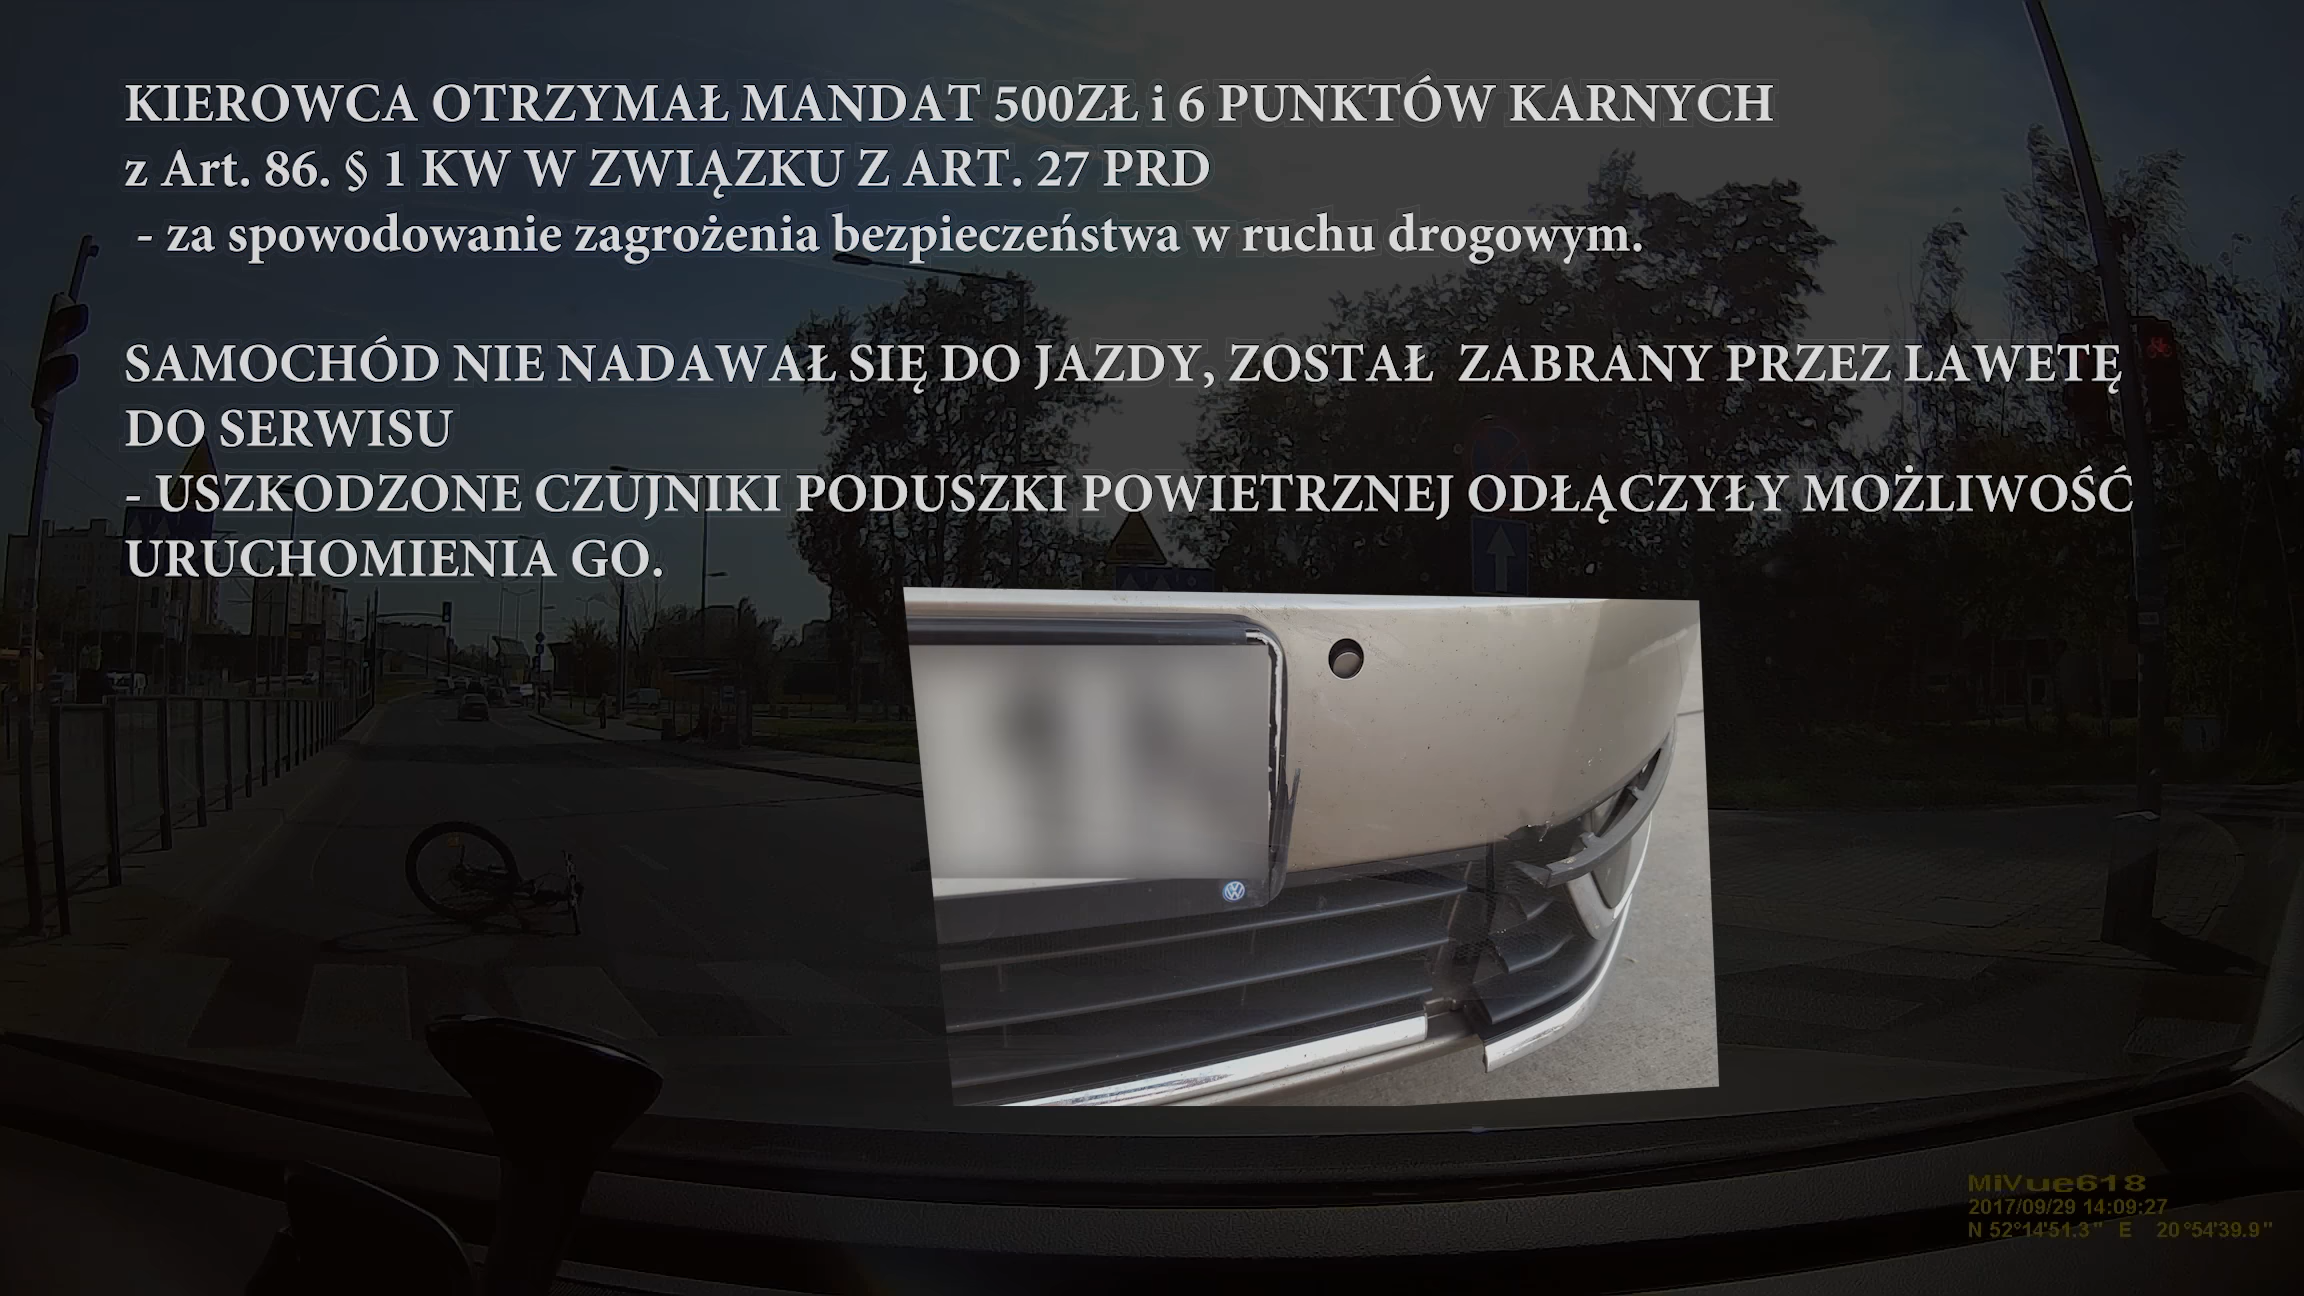 KIEROWCA OTRZYMAŁ MANDAT 500ZŁ i 6 PUNKTÓW KARNYCH
z Art. 86. § 1 KW W ZWIĄZKU Z ART. 27 PRD
- za spowodowanie zagrożenia bezpieczeństwa w ruchu drogowym.
SAMOCHÓD NIE NADAWAŁ SIĘ DO JAZDY, ZOSTAŁ ZABRANY PRZEZ LAWETĘ
DO SERWISU
- USZKODZONE CZUJNIKI PODUSZKI POWIETRZNEJ ODŁĄCZYŁY MOŻLIWOŚĆ
URUCHOMIENIA GO.
MiVue618
2017/09/29 14:09:27
N 52°14'51.3" E 20°54'39.9"